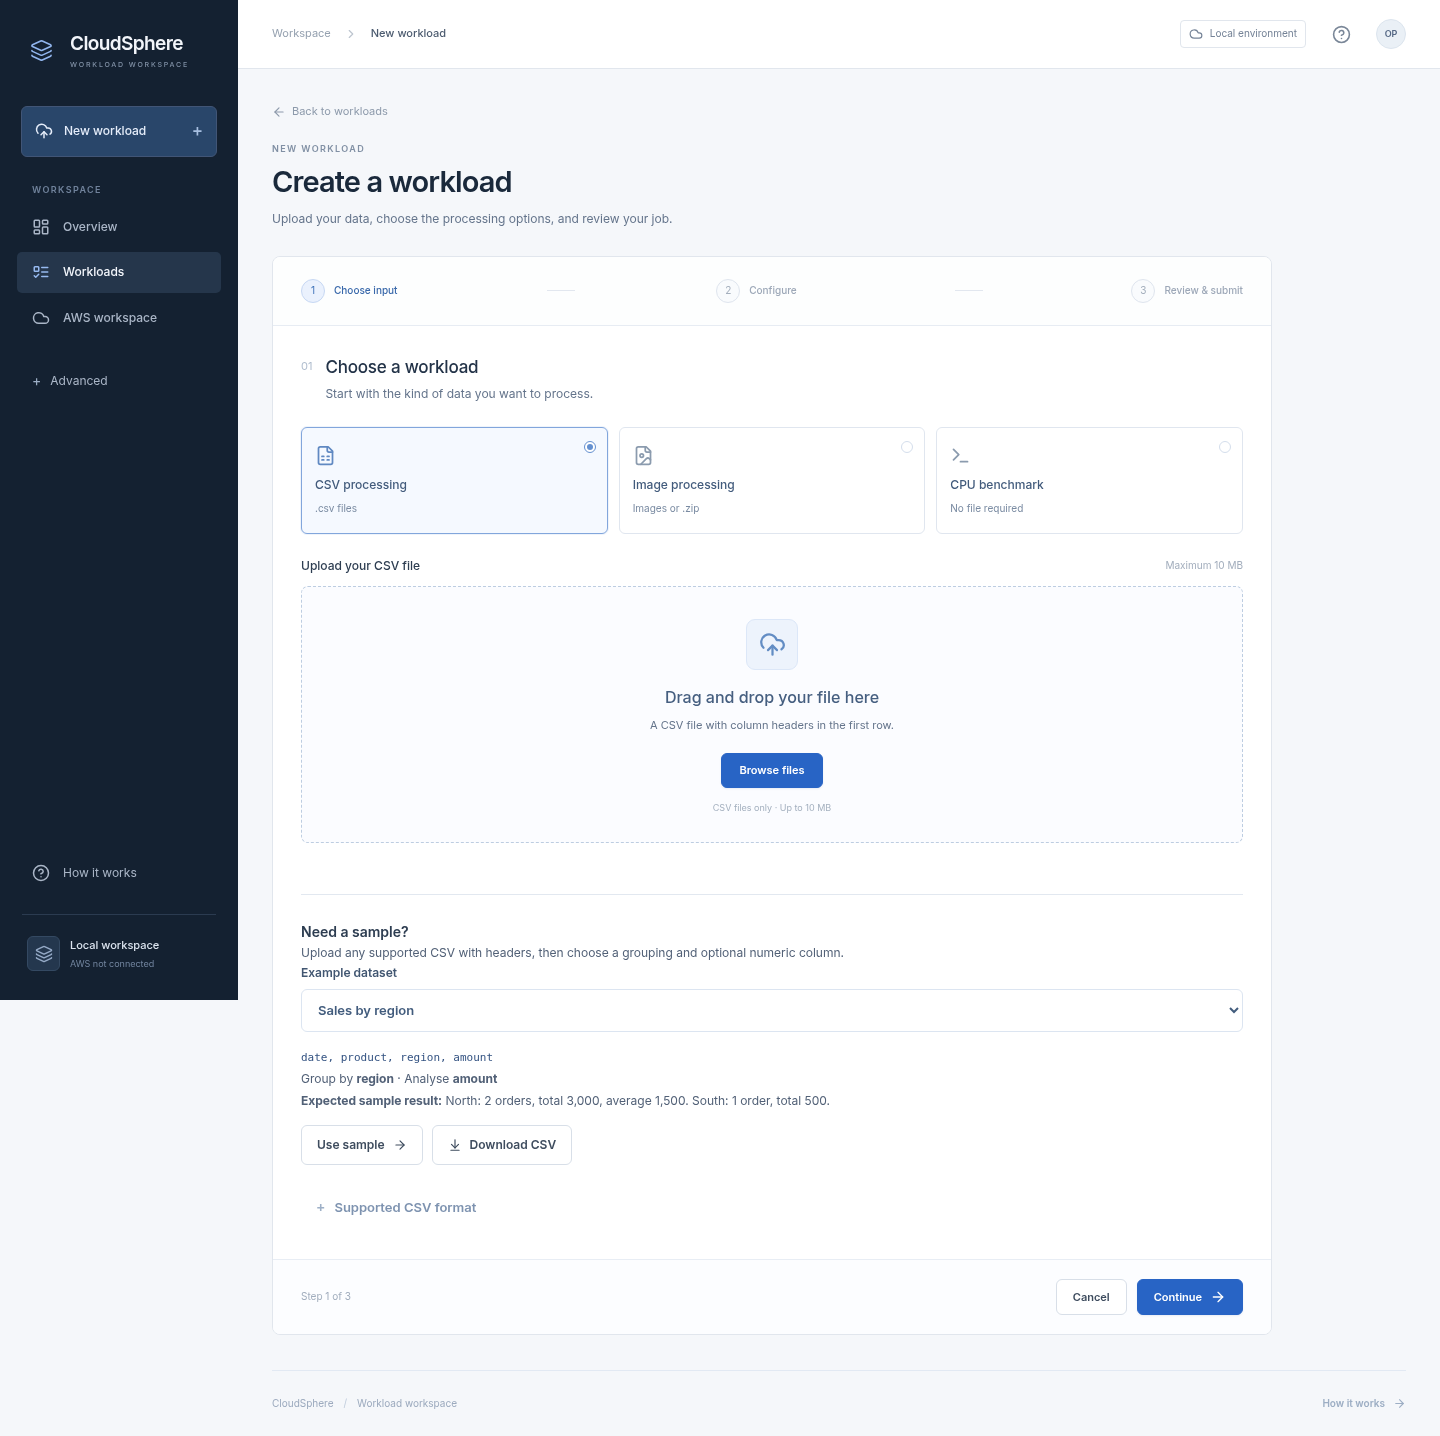 CloudSphere
WORKLOAD WORKSPACE
New workload +
WORKSPACE
Overview
Workloads
AWS workspace
+ Advanced
How it works
Local workspace
AWS not connected
Workspace > New workload
Local environment
OP
Back to workloads
NEW WORKLOAD
Create a workload
Upload your data, choose the processing options, and review your job.
1 Choose input
2 Configure
3 Review & submit
01 Choose a workload
Start with the kind of data you want to process.
CSV processing
.csv files
Image processing
Images or .zip
CPU benchmark
No file required
Upload your CSV file
Maximum 10 MB
Drag and drop your file here
A CSV file with column headers in the first row.
Browse files
CSV files only · Up to 10 MB
Need a sample?
Upload any supported CSV with headers, then choose a grouping and optional numeric column.
Example dataset
Sales by region
date, product, region, amount
Group by region · Analyse amount
Expected sample result: North: 2 orders, total 3,000, average 1,500. South: 1 order, total 500.
Use sample
Download CSV
+ Supported CSV format
Step 1 of 3
Cancel
Continue
CloudSphere / Workload workspace
How it works